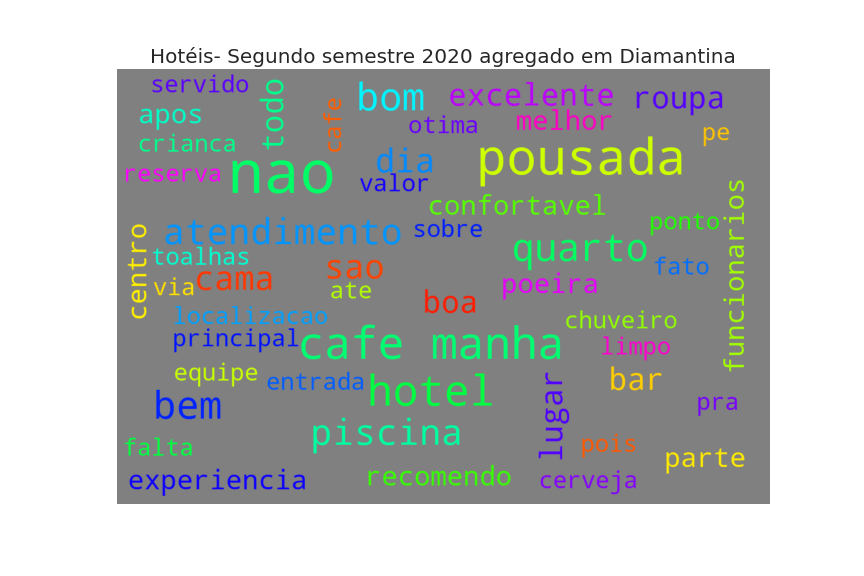 Hotéis- Segundo semestre 2020 agregado em Diamantina
servido
todo
cafe
bom
excelente
roupa
apos
otima
melhor
pe
crianca
nao
dia
pousada
reserva
valor
confortavel
ponto
funcionarios
centro
atendimento
sobre
quarto
toalhas
sao
fato
via
cama
ate
boa
poeira
localizacao
chuveiro
principal
cafe manha
limpo
equipe
entrada
hotel
bar
bem
lugar
pra
piscina
falta
pois
parte
experiencia
recomendo
cerveja